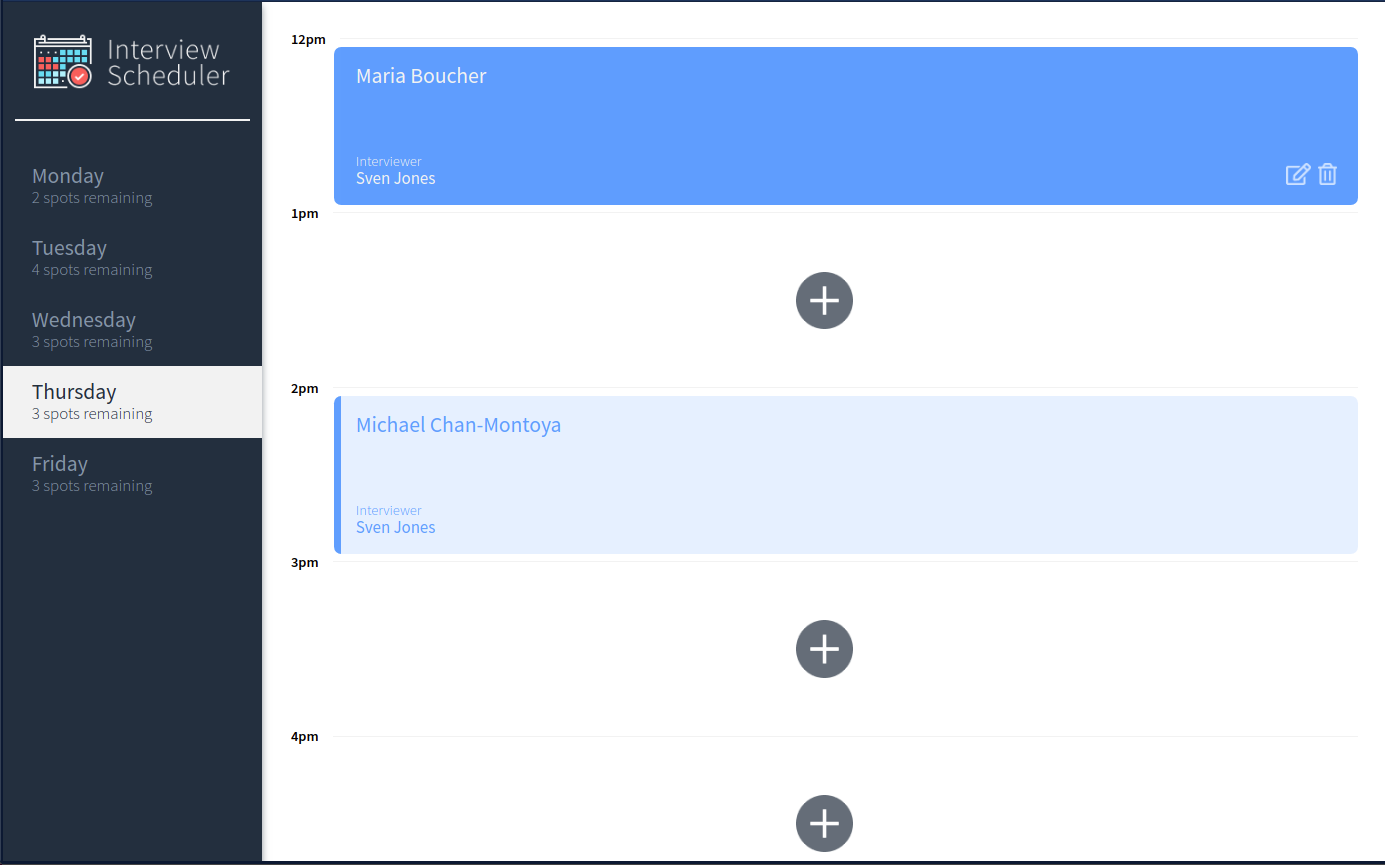 Interview
Scheduler
Monday
2 spots remaining
Tuesday
4 spots remaining
Wednesday
3 spots remaining
Thursday
3 spots remaining
Friday
3 spots remaining
12pm
Maria Boucher
Interviewer
Sven Jones
1pm
2pm
Michael Chan-Montoya
Interviewer
Sven Jones
3pm
4pm